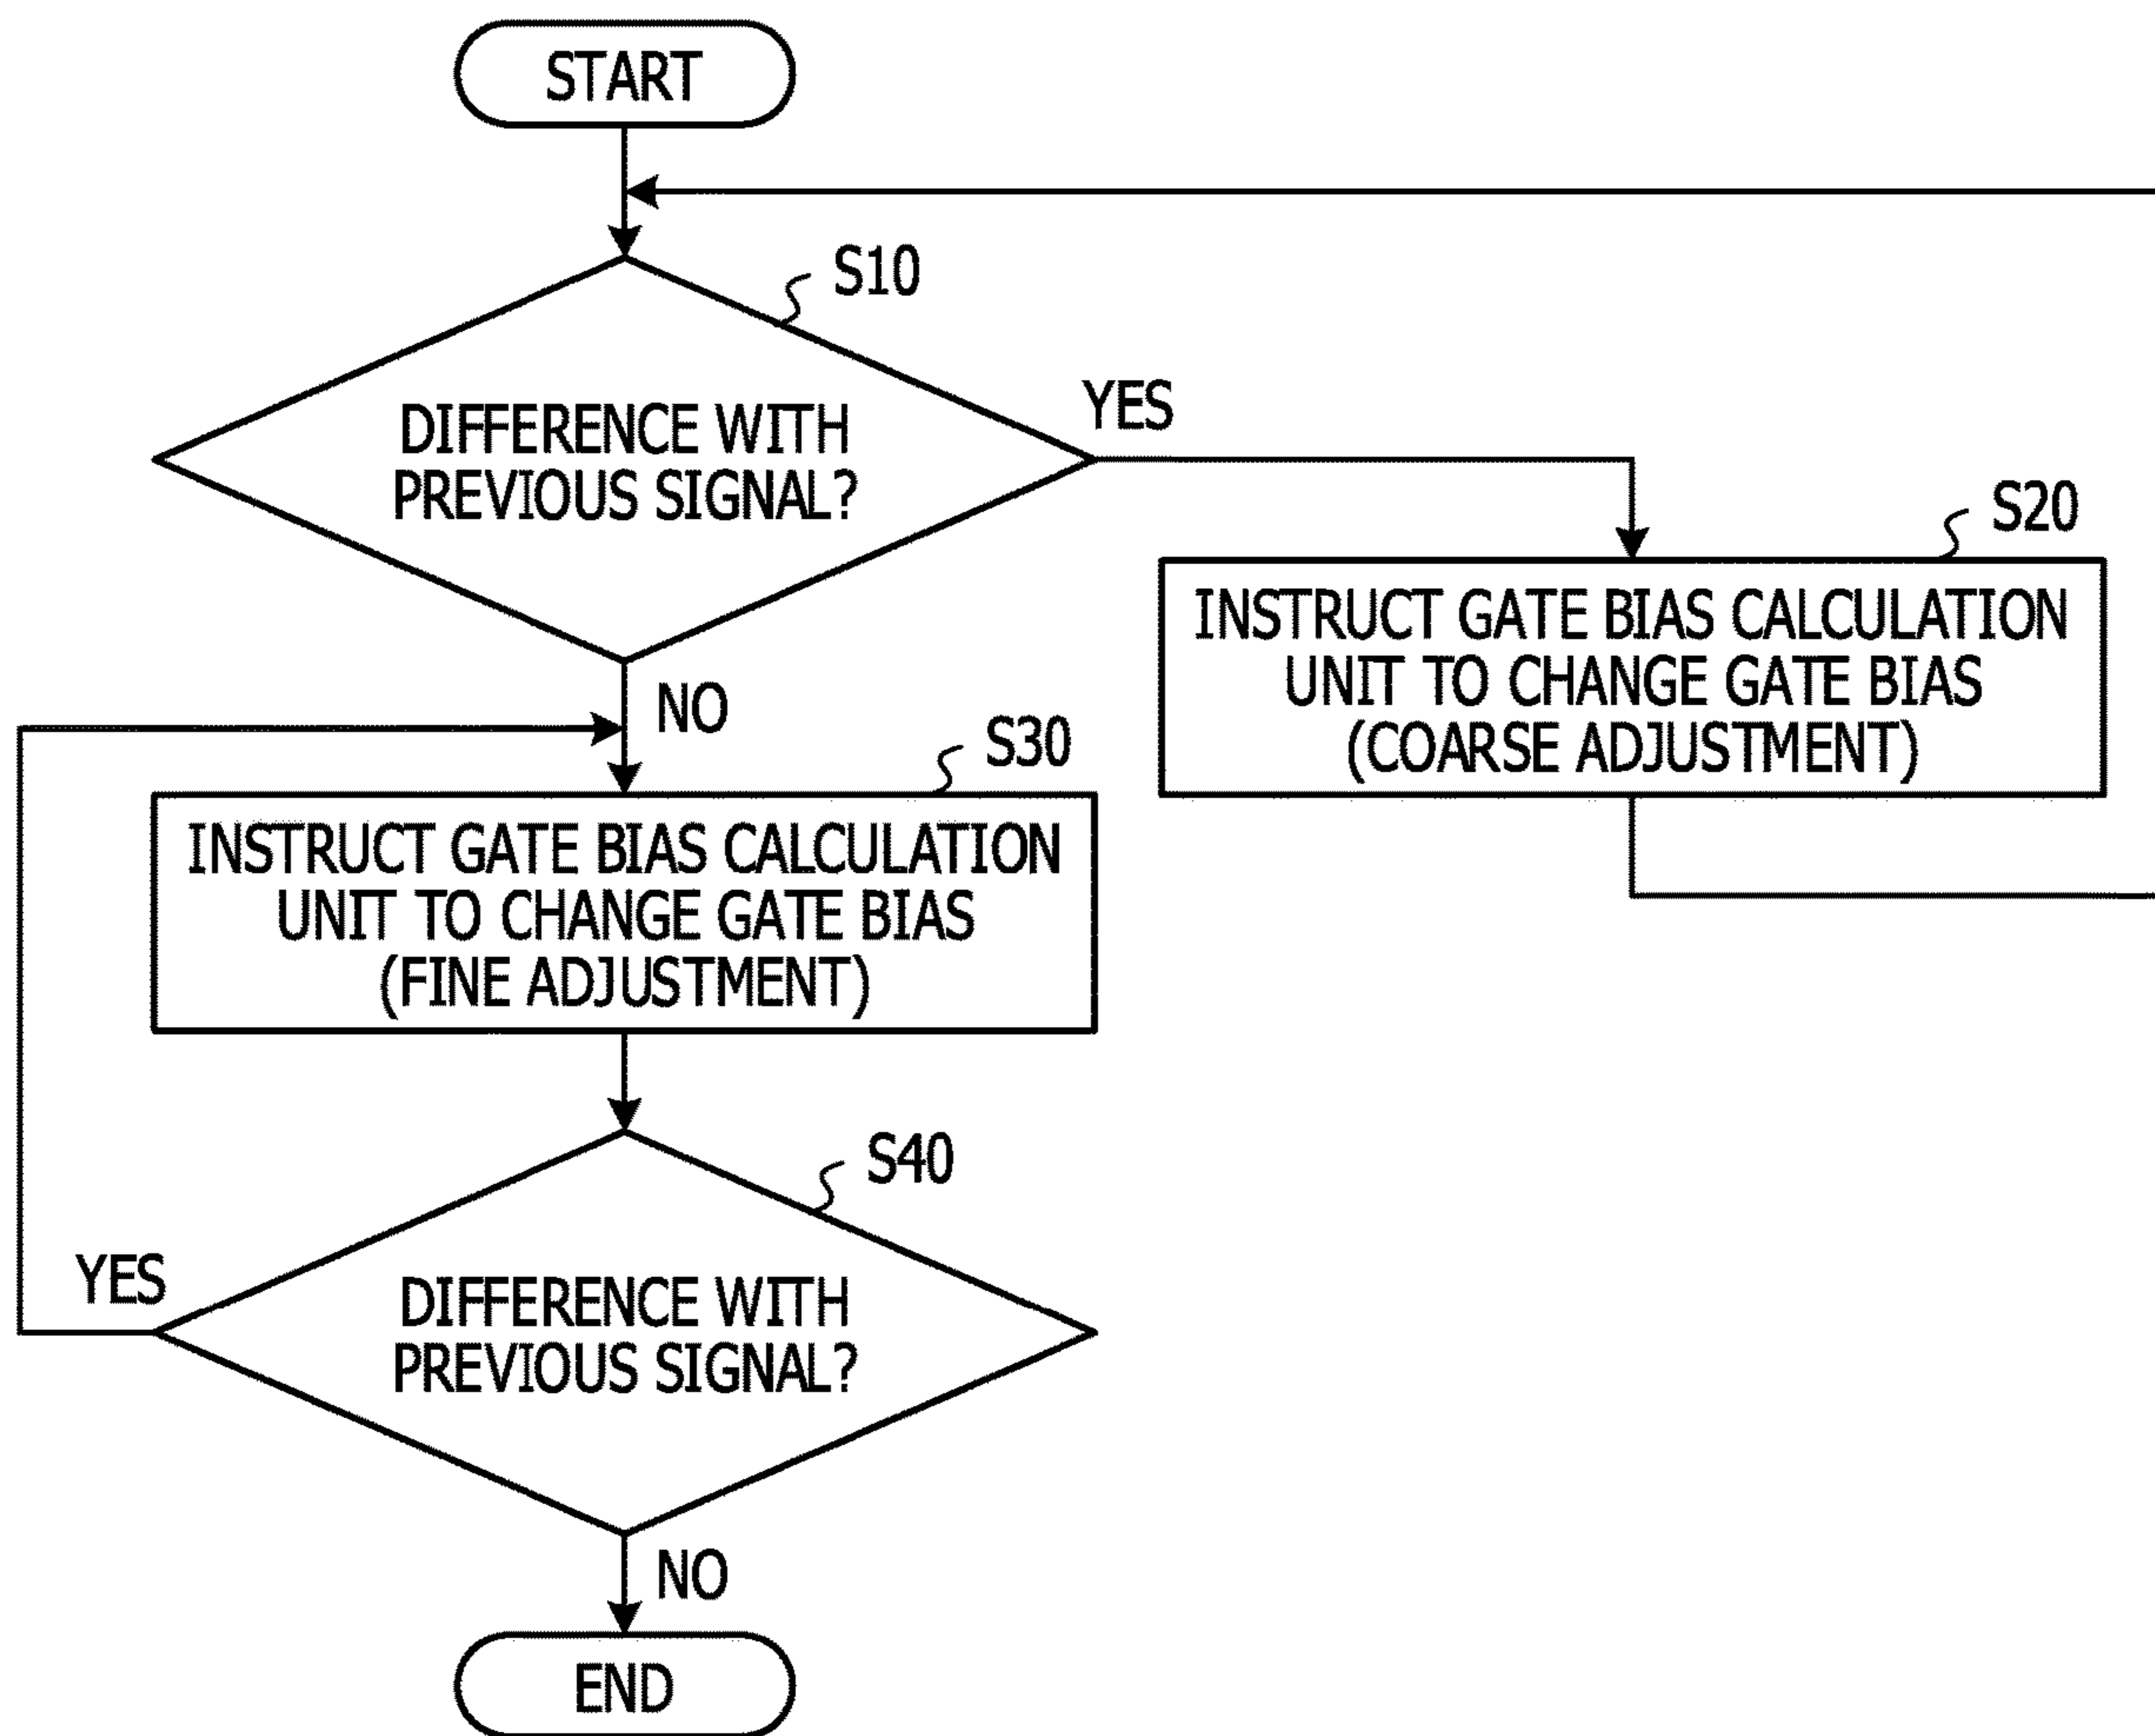 START
S10
DIFFERENCE WITH
PREVIOUS SIGNAL?
YES
S20
INSTRUCT GATE BIAS CALCULATION
UNIT TO CHANGE GATE BIAS
(COARSE ADJUSTMENT)
NO
S30
INSTRUCT GATE BIAS CALCULATION
UNIT TO CHANGE GATE BIAS
(FINE ADJUSTMENT)
S40
YES
DIFFERENCE WITH
PREVIOUS SIGNAL?
NO
END